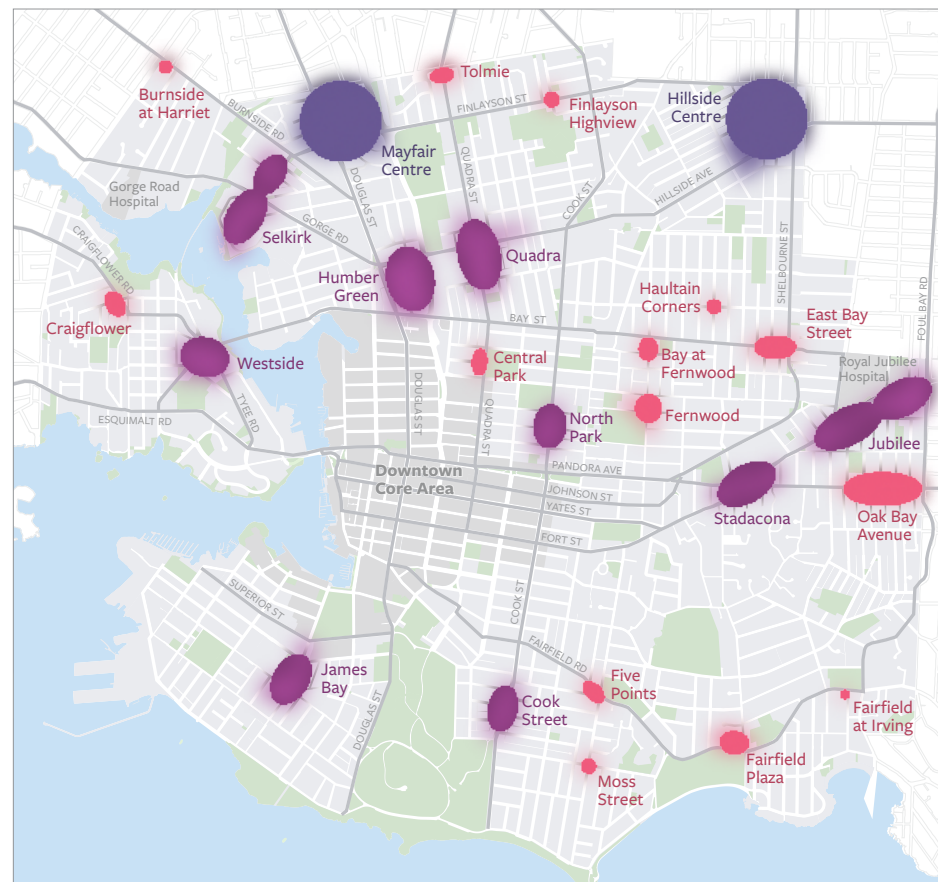 Tolmie
Burnside
at Harriet
BURNSIDE RD
FINLAYSON ST
Finlayson
Highview
Hillside
Centre
Mayfair
Centre
QUADRA ST
DOUGLAS ST
COOK ST
HILLSIDE AVE
Gorge Road
Hospital
Selkirk
GORGE RD
CRAIGFLOWER RD
Humber
Green
Quadra
SHELBOURNE ST
FOUL BAY RD
Haultain
Corners
Craigflower
BAY ST
East Bay
Street
Westside
Central
Park
Bay at
Fernwood
Royal Jubilee
Hospital
DOUGLAS ST
QUADRA ST
TYEE RD
ESQUIMALT RD
North
Park
Fernwood
Jubilee
Downtown
Core Area
PANDORA AVE
JOHNSON ST
YATES ST
FORT ST
Stadacona
Oak Bay
Avenue
SUPERIOR ST
COOK ST
FAIRFIELD RD
James
Bay
Five
Points
DOUGLAS ST
Cook
Street
Fairfield
at Irving
Fairfield
Plaza
Moss
Street